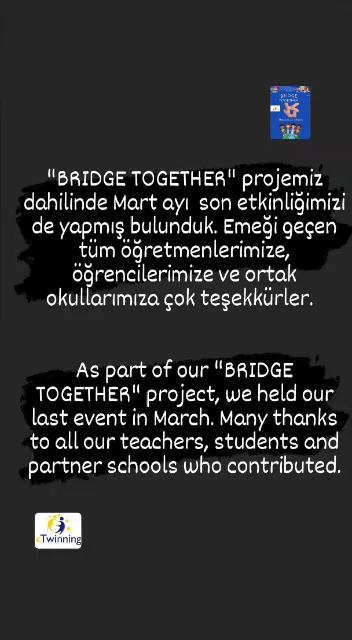 BRIDGE
TOGETHER
"BRIDGE TOGETHER" projemiz
dahilinde Mart ayı son etkinliğimizi
de yapmış bulunduk. Emeği geçen
tüm öğretmenlerimize,
öğrencilerimize ve ortak
okullarımıza çok teşekkürler.
As part of our "BRIDGE
TOGETHER" project, we held our
last event in March. Many thanks
to all our teachers, students and
partner schools who contributed.
eTwinning